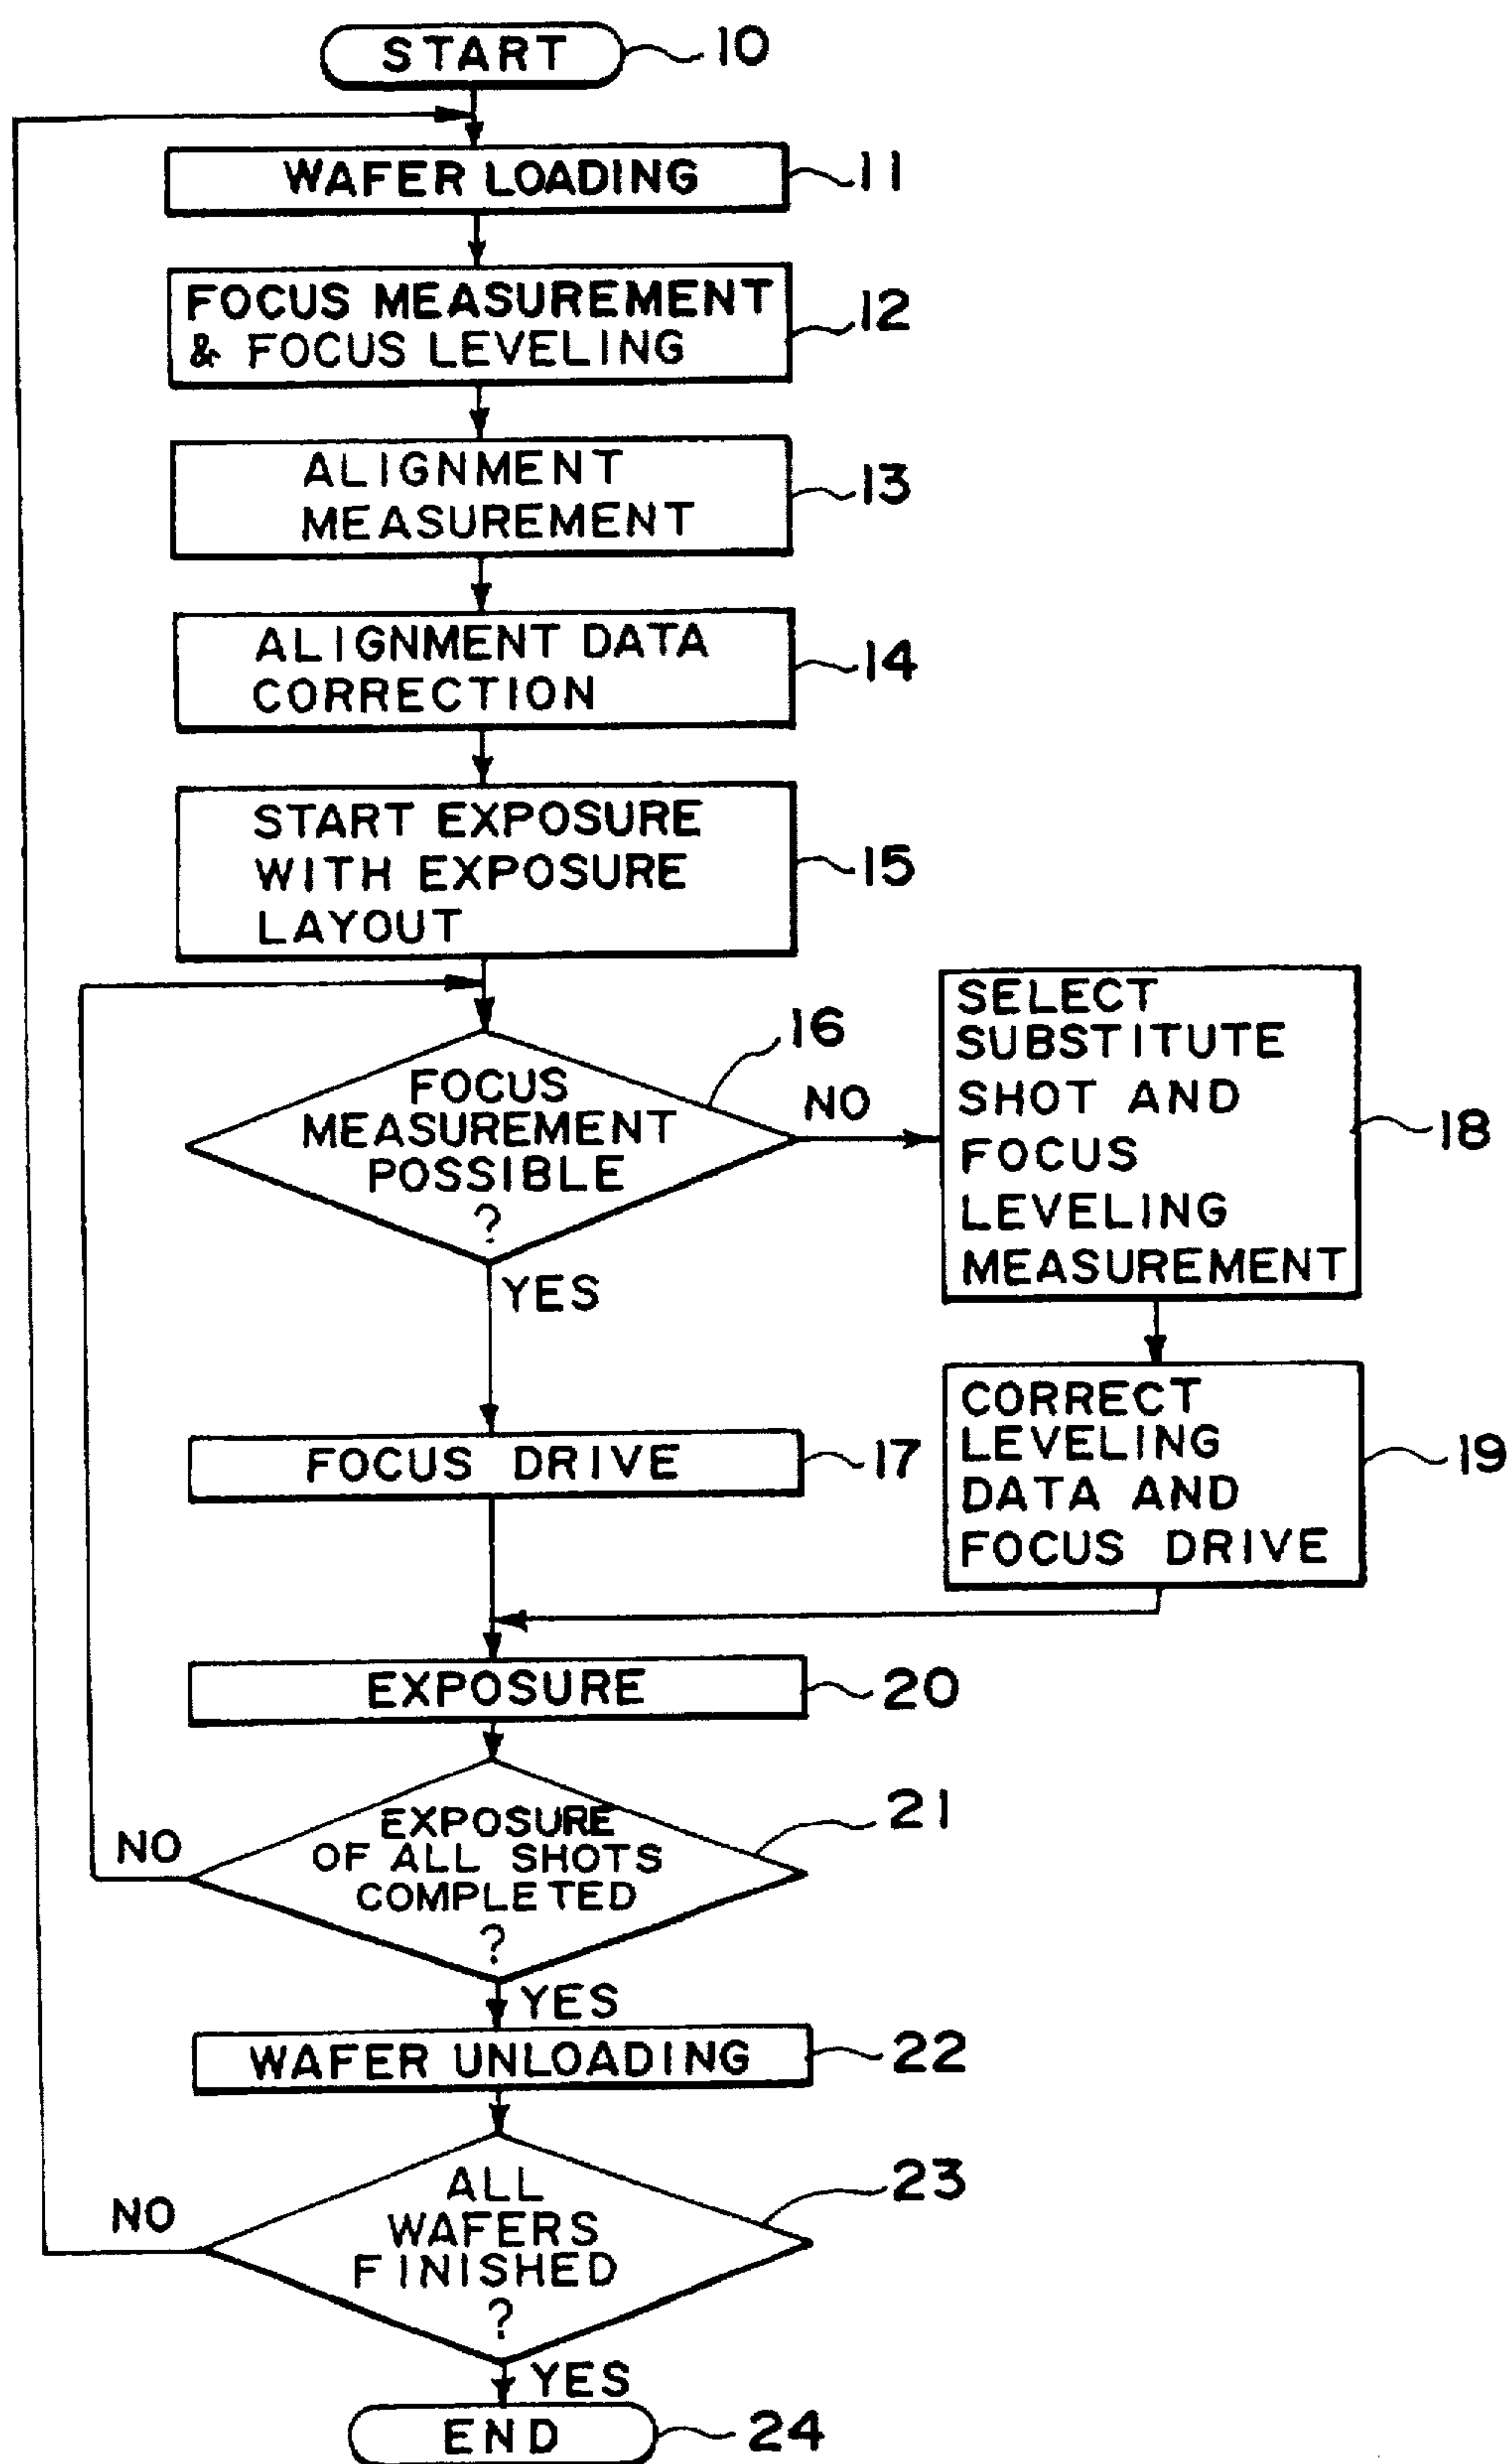 START
10
WAFER LOADING
11
FOCUS MEASUREMENT
& FOCUS LEVELING
12
ALIGNMENT
MEASUREMENT
13
ALIGNMENT DATA
CORRECTION
14
START EXPOSURE
WITH EXPOSURE
LAYOUT
15
FOCUS
MEASUREMENT
POSSIBLE
?
16
NO
YES
SELECT
SUBSTITUTE
SHOT AND
FOCUS
LEVELING
MEASUREMENT
18
FOCUS DRIVE
17
CORRECT
LEVELING
DATA AND
FOCUS DRIVE
19
EXPOSURE
20
EXPOSURE
OF ALL SHOTS
COMPLETED
?
21
NO
YES
WAFER UNLOADING
22
ALL
WAFERS
FINISHED
?
23
NO
YES
END
24